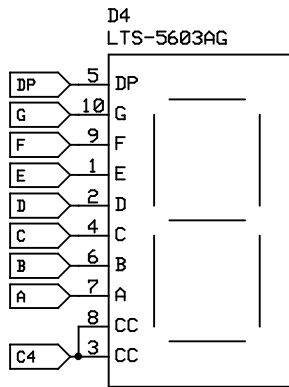 D4
LTS-5603AG
DP 5 DP
G 10 G
F 9 F
E 1 E
D 2 D
C 4 C
B 6 B
A 7 A
8 CC
C4 3 CC